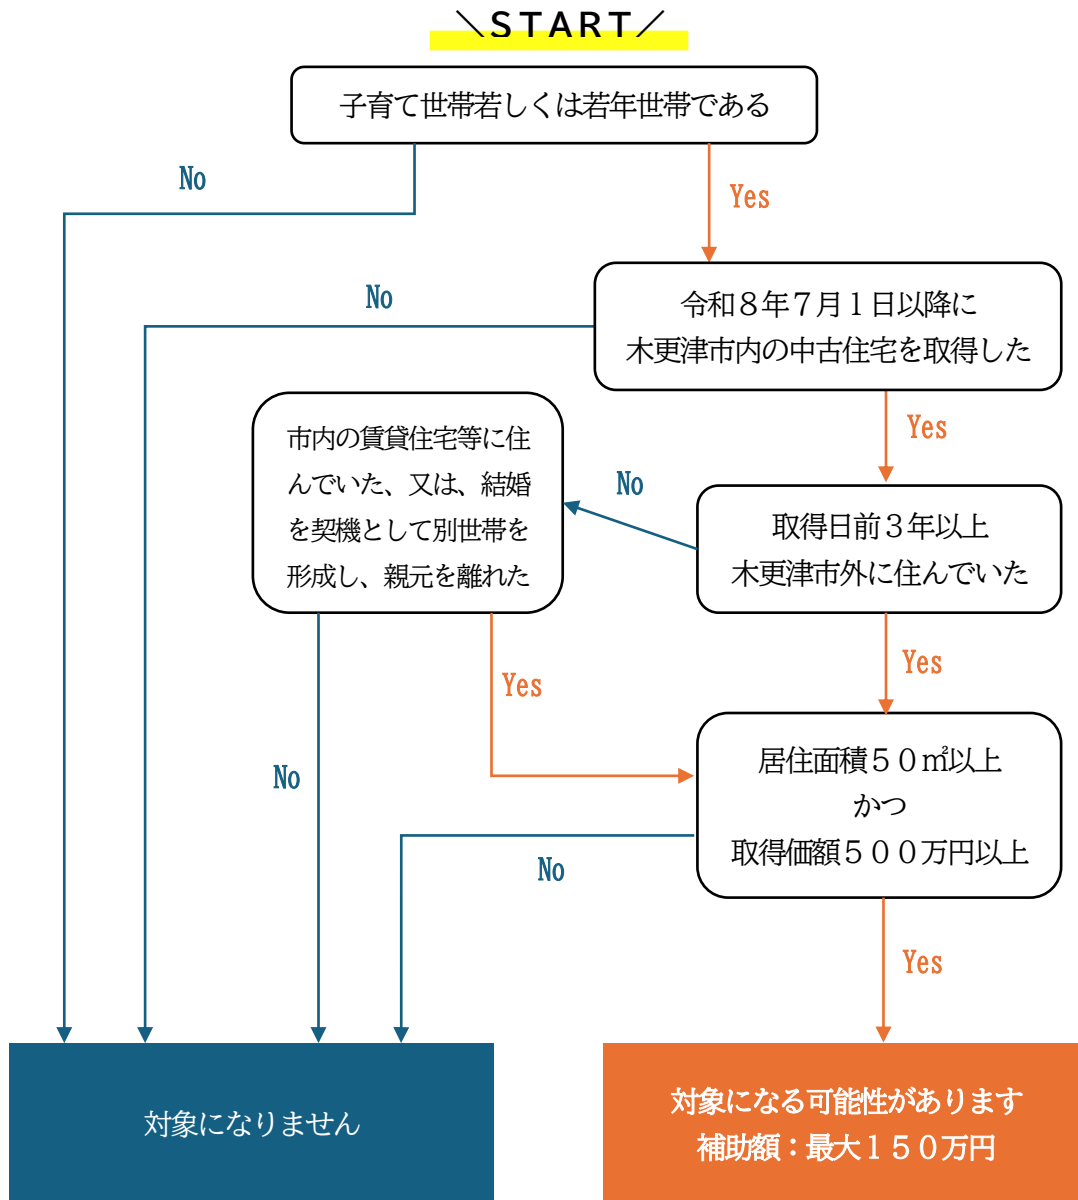 ＼ＳＴＡＲＴ／
子育て世帯若しくは若年世帯である
No
Yes
令和８年７月１日以降に
木更津市内の中古住宅を取得した
No
Yes
取得日前３年以上
木更津市外に住んでいた
No
市内の賃貸住宅等に住
んでいた、又は、結婚
を契機として別世帯を
形成し、親元を離れた
Yes
Yes
No
居住面積５０㎡以上
かつ
取得価額５００万円以上
No
Yes
対象になりません
対象になる可能性があります
補助額：最大１５０万円